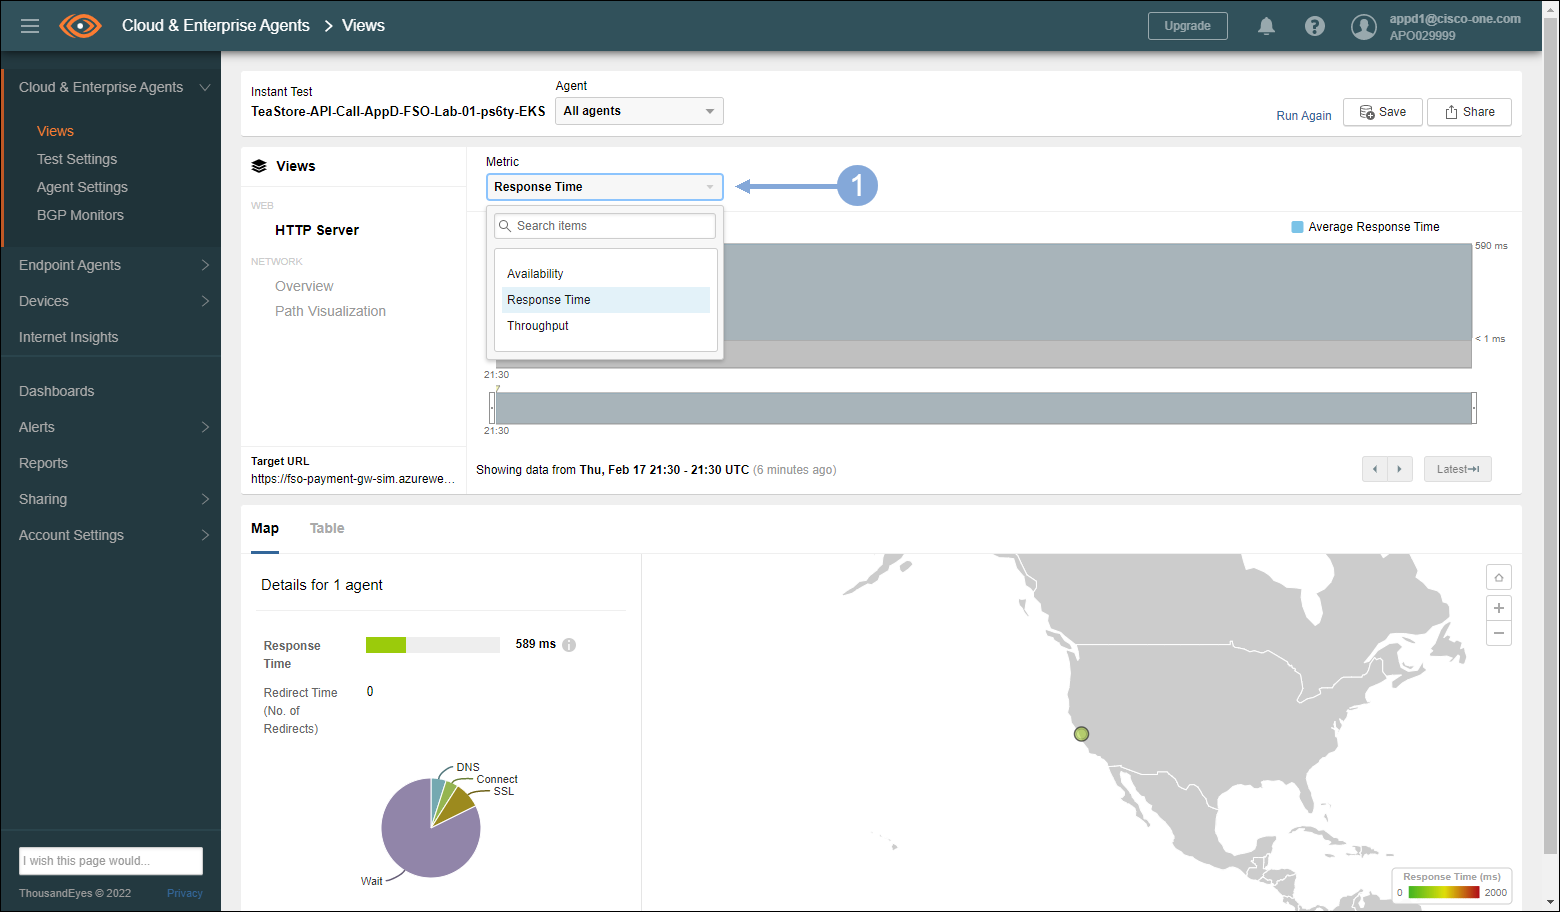 Cloud & Enterprise Agents > Views
Upgrade
appd1@cisco-one.com
APO029999
Cloud & Enterprise Agents
Views
Test Settings
Agent Settings
BGP Monitors
Endpoint Agents
Devices
Internet Insights
Dashboards
Alerts
Reports
Sharing
Account Settings
I wish this page would...
ThousandEyes © 2022 Privacy
Instant Test
TeaStore-API-Call-AppD-FSO-Lab-01-ps6ty-EKS
Agent
All agents
Run Again
Save
Share
Views
WEB
HTTP Server
NETWORK
Overview
Path Visualization
Target URL
https://fso-payment-gw-sim.azurewe...
Metric
Response Time
1
Search items
Availability
Response Time
Throughput
Average Response Time
590 ms
< 1 ms
21:30
7
21:30
Showing data from Thu, Feb 17 21:30 - 21:30 UTC (6 minutes ago)
Latest
Map
Table
Details for 1 agent
Response
Time
589 ms
Redirect Time
(No. of
Redirects)
0
DNS
Connect
SSL
Wait
Response Time (ms)
0 2000